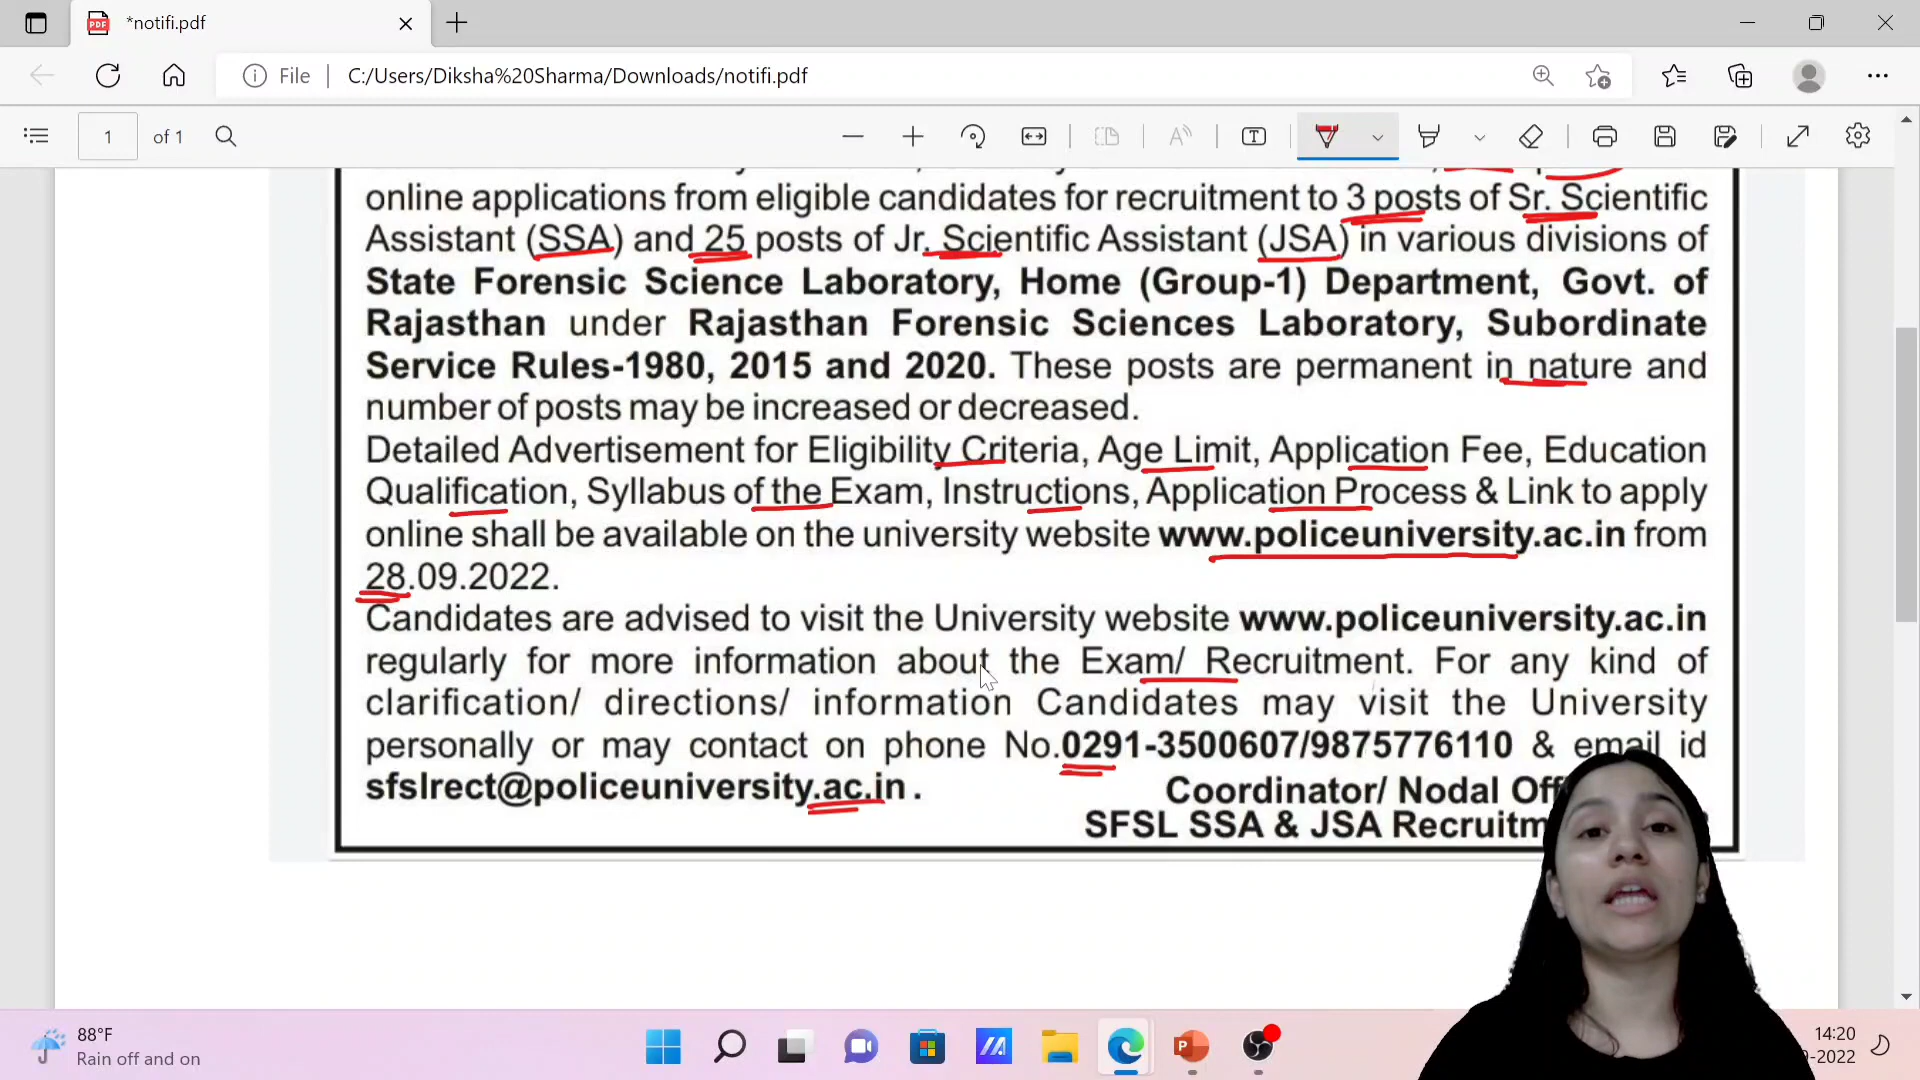 *notifi.pdf
File
C:/Users/Diksha%20Sharma/Downloads/notifi.pdf
1 of 1
online applications from eligible candidates for recruitment to 3 posts of Sr. Scientific
Assistant (SSA) and 25 posts of Jr. Scientific Assistant (JSA) in various divisions of
State Forensic Science Laboratory, Home (Group-1) Department, Govt. of
Rajasthan under Rajasthan Forensic Sciences Laboratory, Subordinate
Service Rules-1980, 2015 and 2020. These posts are permanent in nature and
number of posts may be increased or decreased.
Detailed Advertisement for Eligibility Criteria, Age Limit, Application Fee, Education
Qualification, Syllabus of the Exam, Instructions, Application Process & Link to apply
online shall be available on the university website www.policeuniversity.ac.in from
28.09.2022.
Candidates are advised to visit the University website www.policeuniversity.ac.in
regularly for more information about the Exam/ Recruitment. For any kind of
clarification/ directions/ information Candidates may visit the University
personally or may contact on phone No.0291-3500607/9875776110 & email id
sfslrect@policeuniversity.ac.in .
Coordinator/ Nodal
SFSL SSA & JSA
88°F
Rain off and on
14:20
-2022